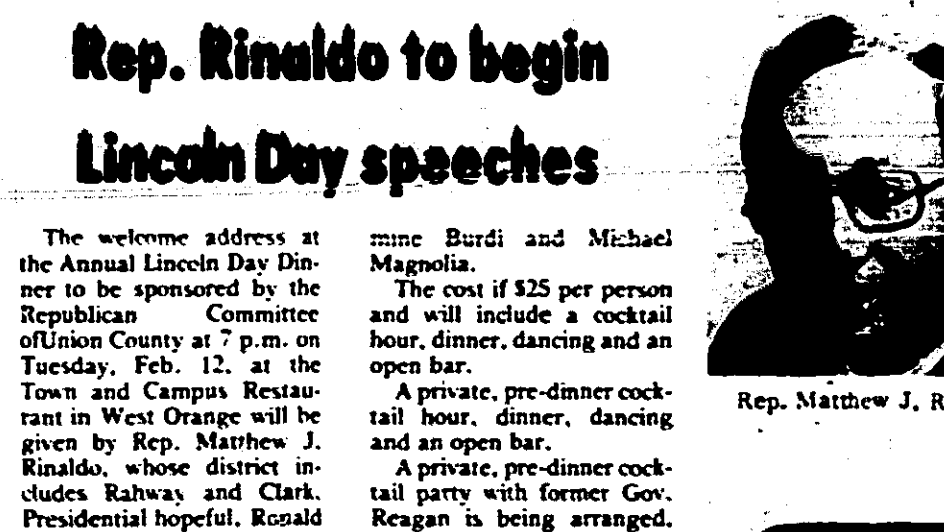 Rep. Rinaldo to begin
Lincoln Day speeches
The welcome address at
the Annual Lincoln Day Din-
ner to be sponsored by the
Republican Committee
ofUnion County at 7 p.m. on
Tuesday, Feb. 12, at the
Town and Campus Restau-
rant in West Orange will be
given by Rep. Matthew J.
Rinaldo, whose district in-
cludes Rahway and Clark.
Presidential hopeful, Ronald
mine Burdi and Michael
Magnolia.
The cost if $25 per person
and will include a cocktail
hour, dinner, dancing and an
open bar.
A private, pre-dinner cock-
tail hour, dinner, dancing
and an open bar.
A private, pre-dinner cock-
tail party with former Gov.
Reagan is being arranged.
Rep. Matthew J. R